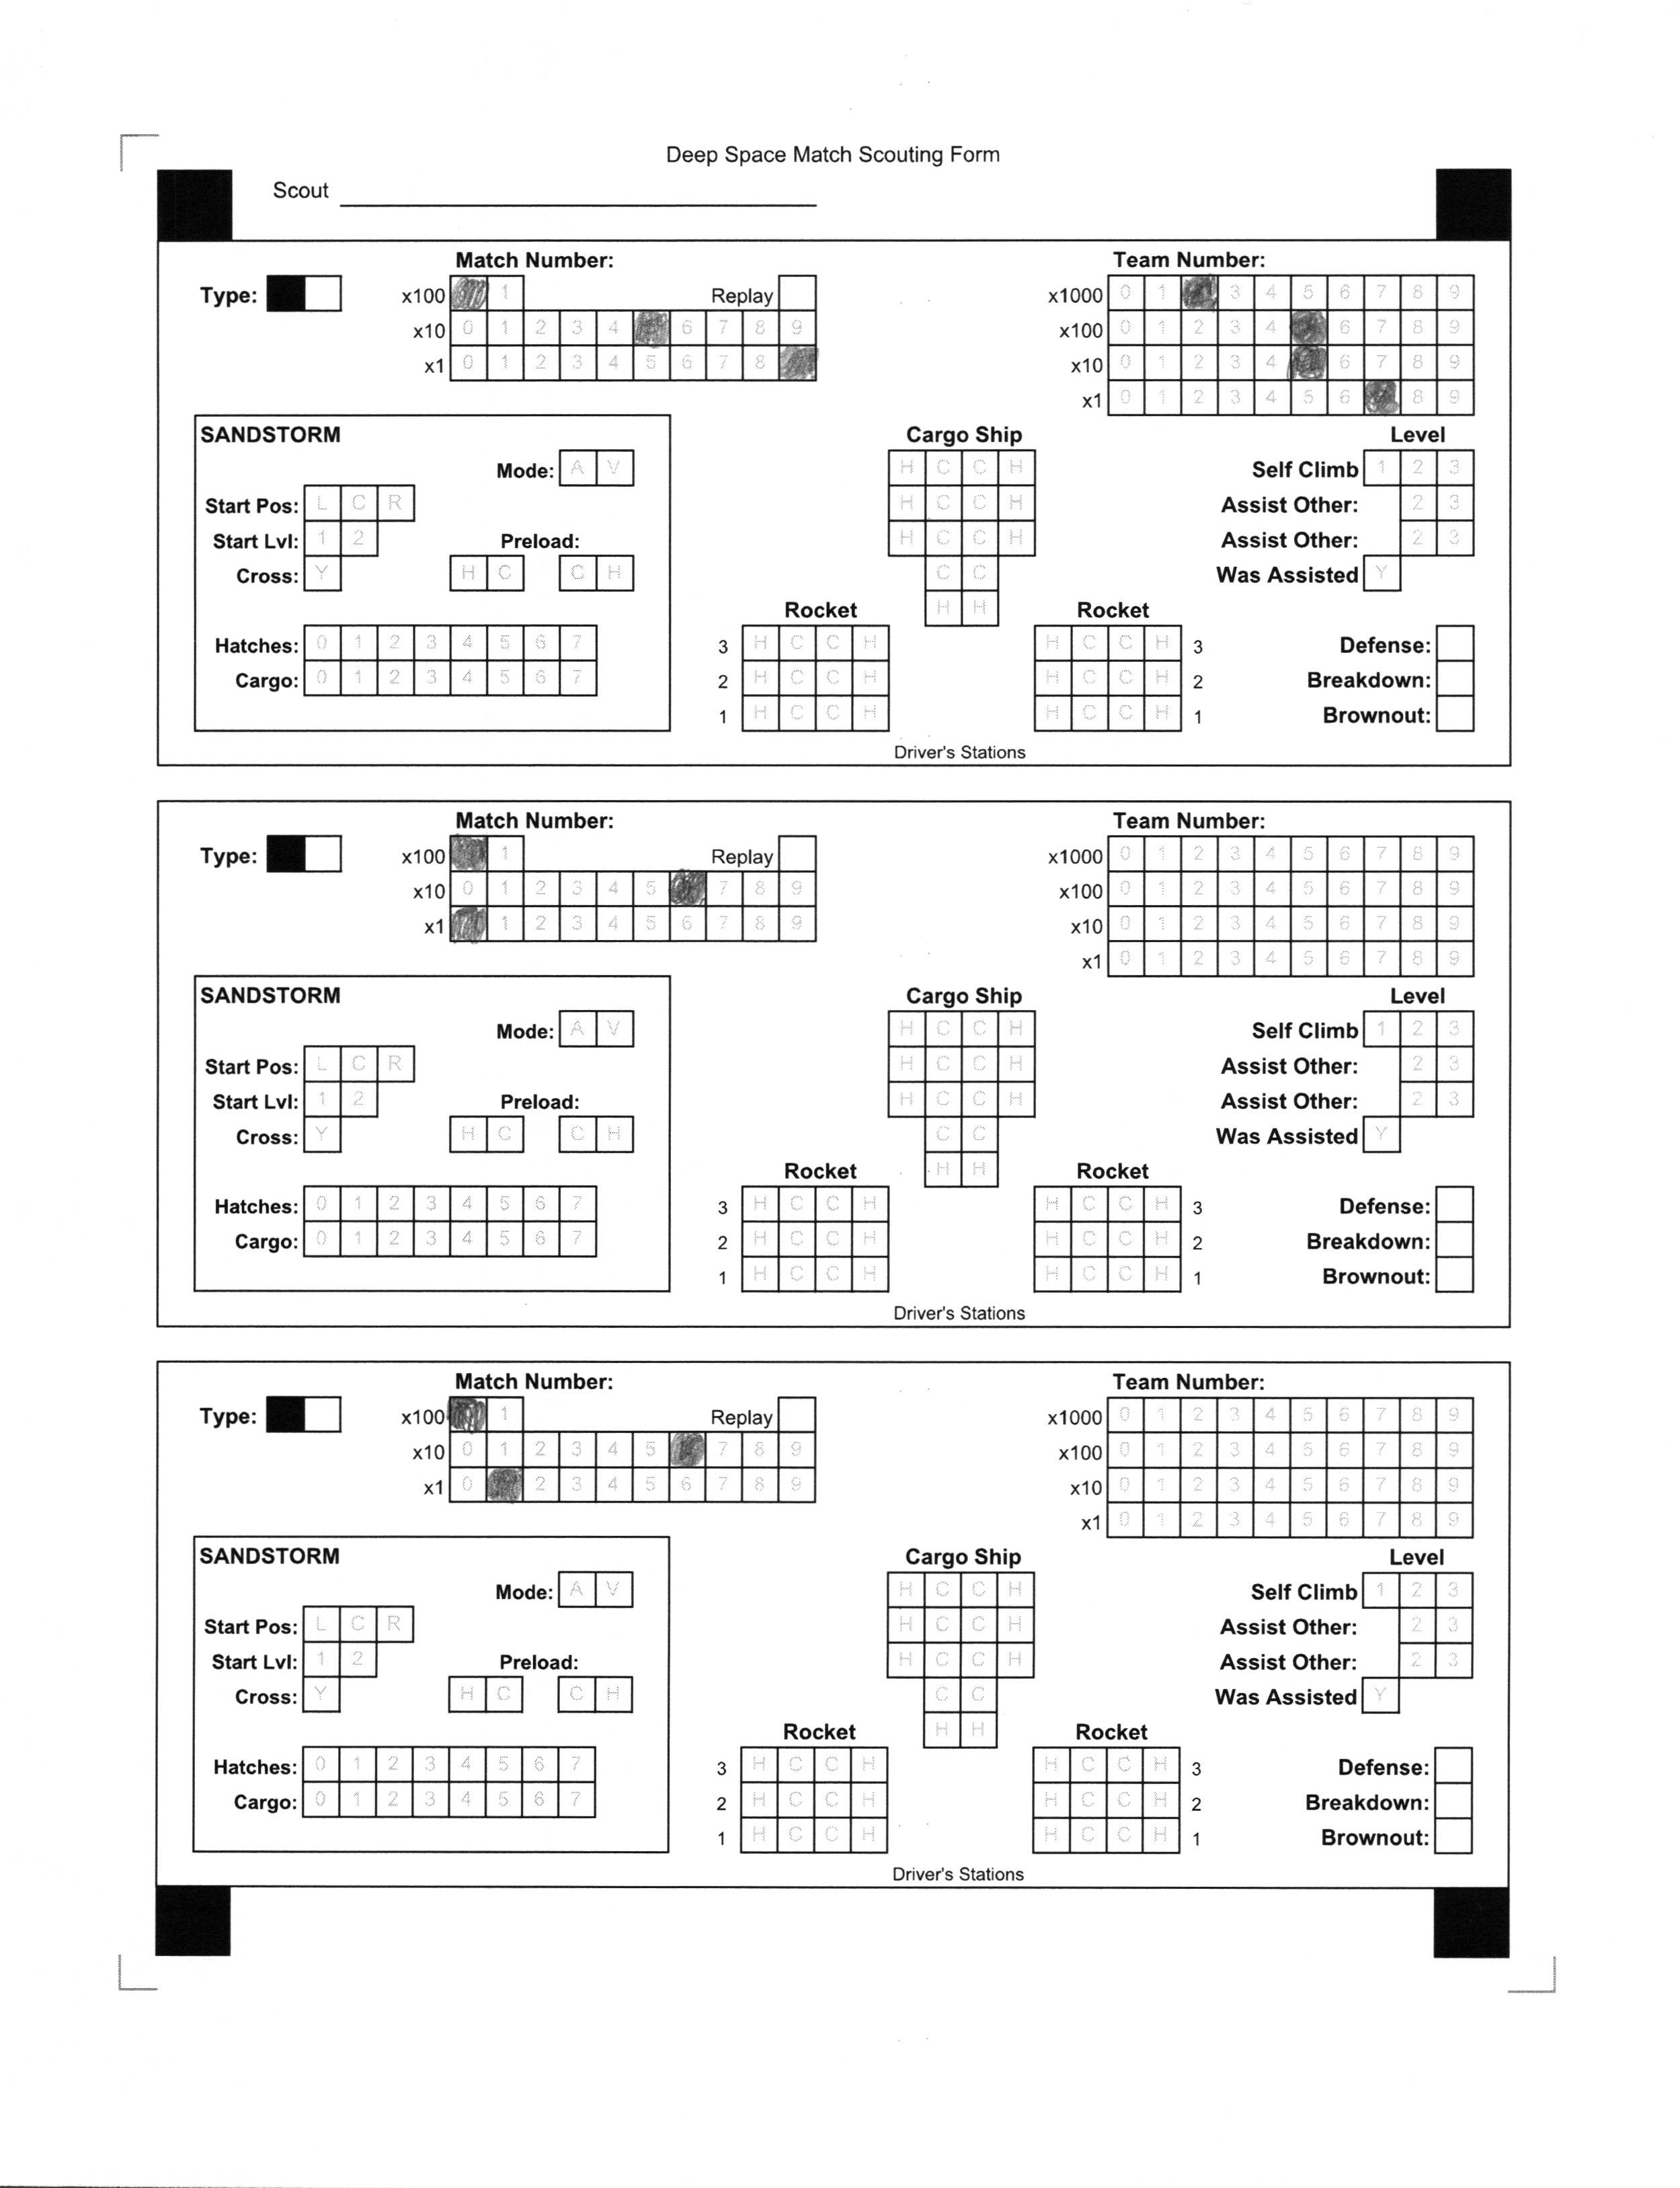 Deep Space Match Scouting Form
Scout
Match Number:
Team Number:
Type:
x100 1 Replay
x10 0 1 2 3 4 6 7 8 9
x1 0 1 2 3 4 5 6 7 8
x1000 0 1 3 4 5 6 7 8 9
x100 0 1 2 3 4 6 7 8 9
x10 0 1 2 3 4 6 7 8 9
x1 0 1 2 3 4 5 6 8 9
SANDSTORM
Mode: A V
Start Pos: L C R
Start Lvl: 1 2
Preload:
Cross: Y
H C C H
Hatches: 0 1 2 3 4 5 6 7
Cargo: 0 1 2 3 4 5 6 7
Cargo Ship
H C C H
H C C H
H C C H
C C
H H
Rocket
3 H C C H
2 H C C H
1 H C C H
Rocket
H C C H 3
H C C H 2
H C C H 1
Level
Self Climb 1 2 3
Assist Other: 2 3
Assist Other: 2 3
Was Assisted Y
Defense:
Breakdown:
Brownout:
Driver's Stations
Match Number:
Team Number:
Type:
x100 1 Replay
x10 0 1 2 3 4 5 7 8 9
x1 1 2 3 4 5 6 7 8 9
x1000 0 1 2 3 4 5 6 7 8 9
x100 0 1 2 3 4 5 6 7 8 9
x10 0 1 2 3 4 5 6 7 8 9
x1 0 1 2 3 4 5 6 7 8 9
SANDSTORM
Mode: A V
Start Pos: L C R
Start Lvl: 1 2
Preload:
Cross: Y
H C C H
Hatches: 0 1 2 3 4 5 6 7
Cargo: 0 1 2 3 4 5 6 7
Cargo Ship
H C C H
H C C H
H C C H
C C
H H
Rocket
3 H C C H
2 H C C H
1 H C C H
Rocket
H C C H 3
H C C H 2
H C C H 1
Level
Self Climb 1 2 3
Assist Other: 2 3
Assist Other: 2 3
Was Assisted Y
Defense:
Breakdown:
Brownout:
Driver's Stations
Match Number:
Team Number:
Type:
x100 1 Replay
x10 0 1 2 3 4 5 7 8 9
x1 0 2 3 4 5 6 7 8 9
x1000 0 1 2 3 4 5 6 7 8 9
x100 0 1 2 3 4 5 6 7 8 9
x10 0 1 2 3 4 5 6 7 8 9
x1 0 1 2 3 4 5 6 7 8 9
SANDSTORM
Mode: A V
Start Pos: L C R
Start Lvl: 1 2
Preload:
Cross: Y
H C C H
Hatches: 0 1 2 3 4 5 6 7
Cargo: 0 1 2 3 4 5 6 7
Cargo Ship
H C C H
H C C H
H C C H
C C
H H
Rocket
3 H C C H
2 H C C H
1 H C C H
Rocket
H C C H 3
H C C H 2
H C C H 1
Level
Self Climb 1 2 3
Assist Other: 2 3
Assist Other: 2 3
Was Assisted Y
Defense:
Breakdown:
Brownout:
Driver's Stations